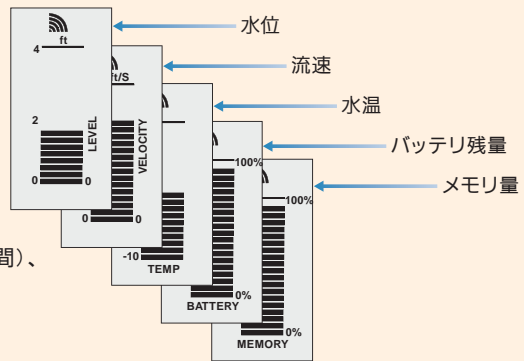 水位
ft
4
流速
ft/S
2
水温
LEVEL
VELOCITY
バッテリ残量
100%
0 0
メモリ量
100%
0 0
間)、
-10
TEMP
0%
BATTERY
0%
MEMORY